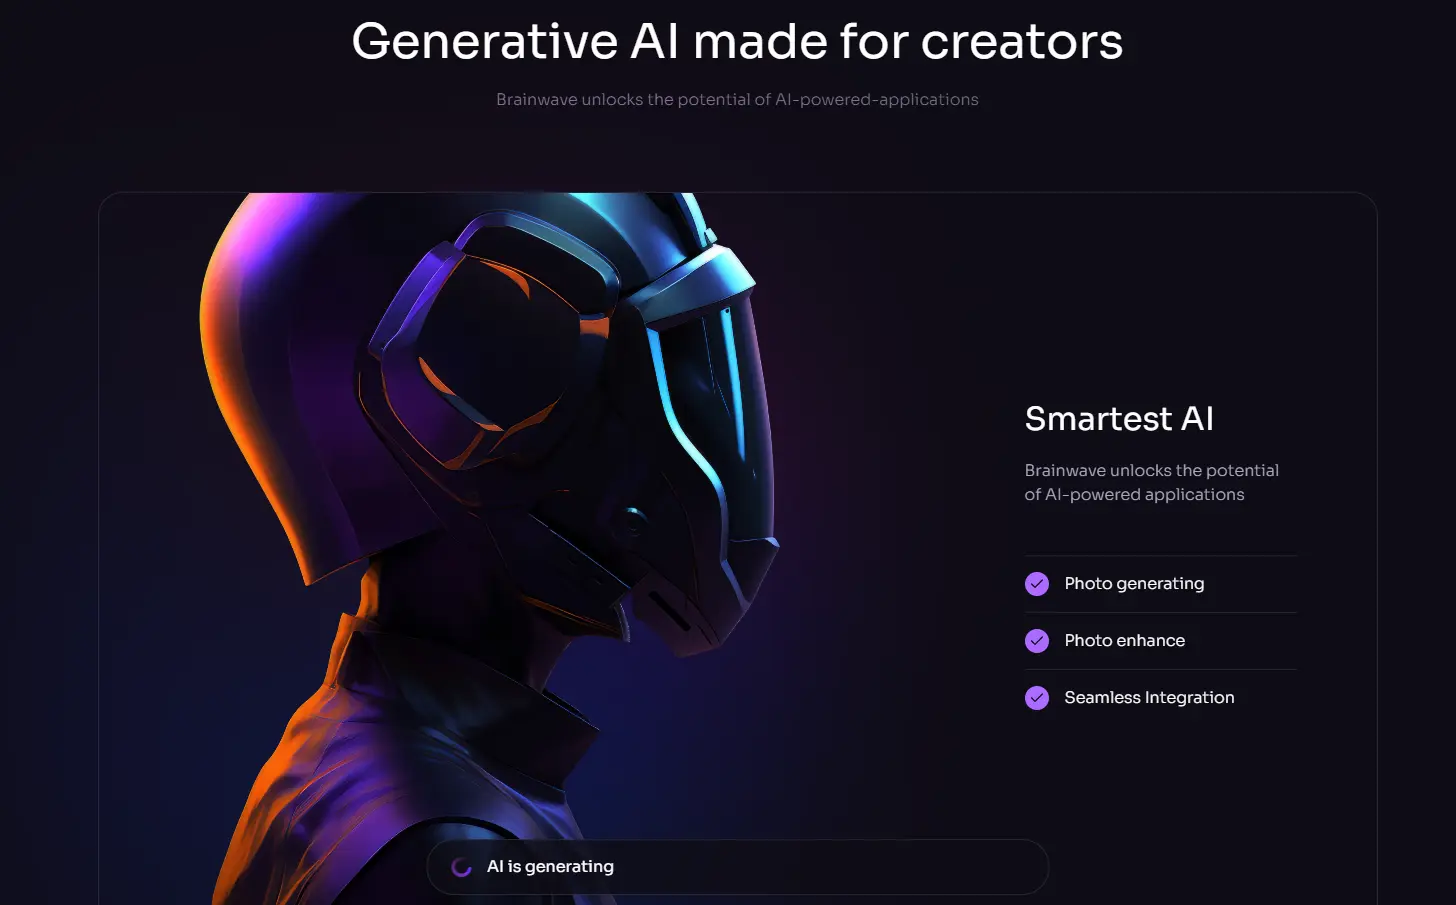 Generative AI made for creators
Brainwave unlocks the potential of AI-powered-applications
Smartest AI
Brainwave unlocks the potential
of AI-powered applications
Photo generating
Photo enhance
Seamless Integration
AI is generating